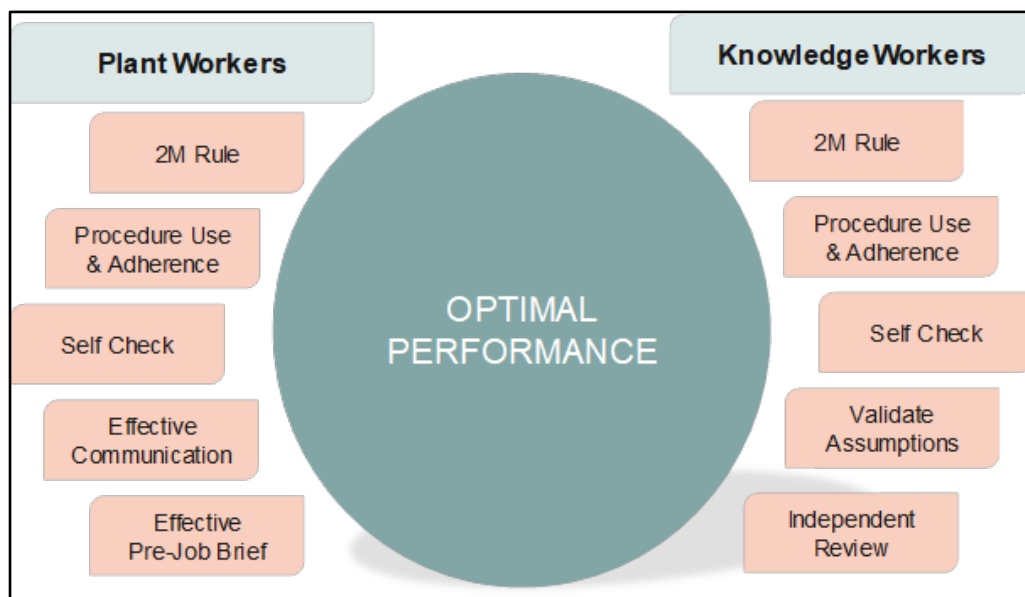 Plant Workers
2M Rule
Procedure Use
& Adherence
Self Check
Effective
Communication
Effective
Pre-Job Brief
OPTIMAL
PERFORMANCE
Knowledge Workers
2M Rule
Procedure Use
& Adherence
Self Check
Validate
Assumptions
Independent
Review